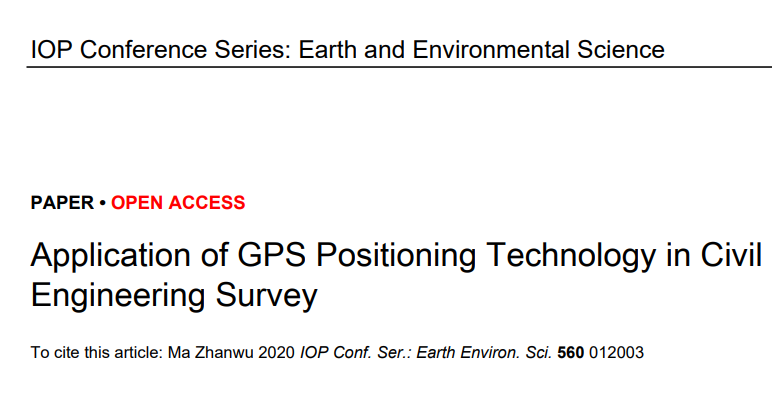 IOP Conference Series: Earth and Environmental Science
PAPER • OPEN ACCESS
Application of GPS Positioning Technology in Civil
Engineering Survey
To cite this article: Ma Zhanwu 2020 IOP Conf. Ser.: Earth Environ. Sci. 560 012003